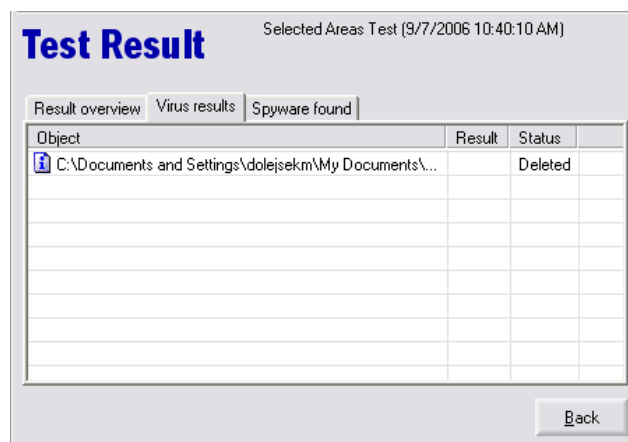 Test Result
Selected Areas Test (9/7/2006 10:40:10 AM)
Result overview Virus results Spyware found
Object Result Status
C:\Documents and Settings\dolejsekm\My Documents\... Deleted
Back